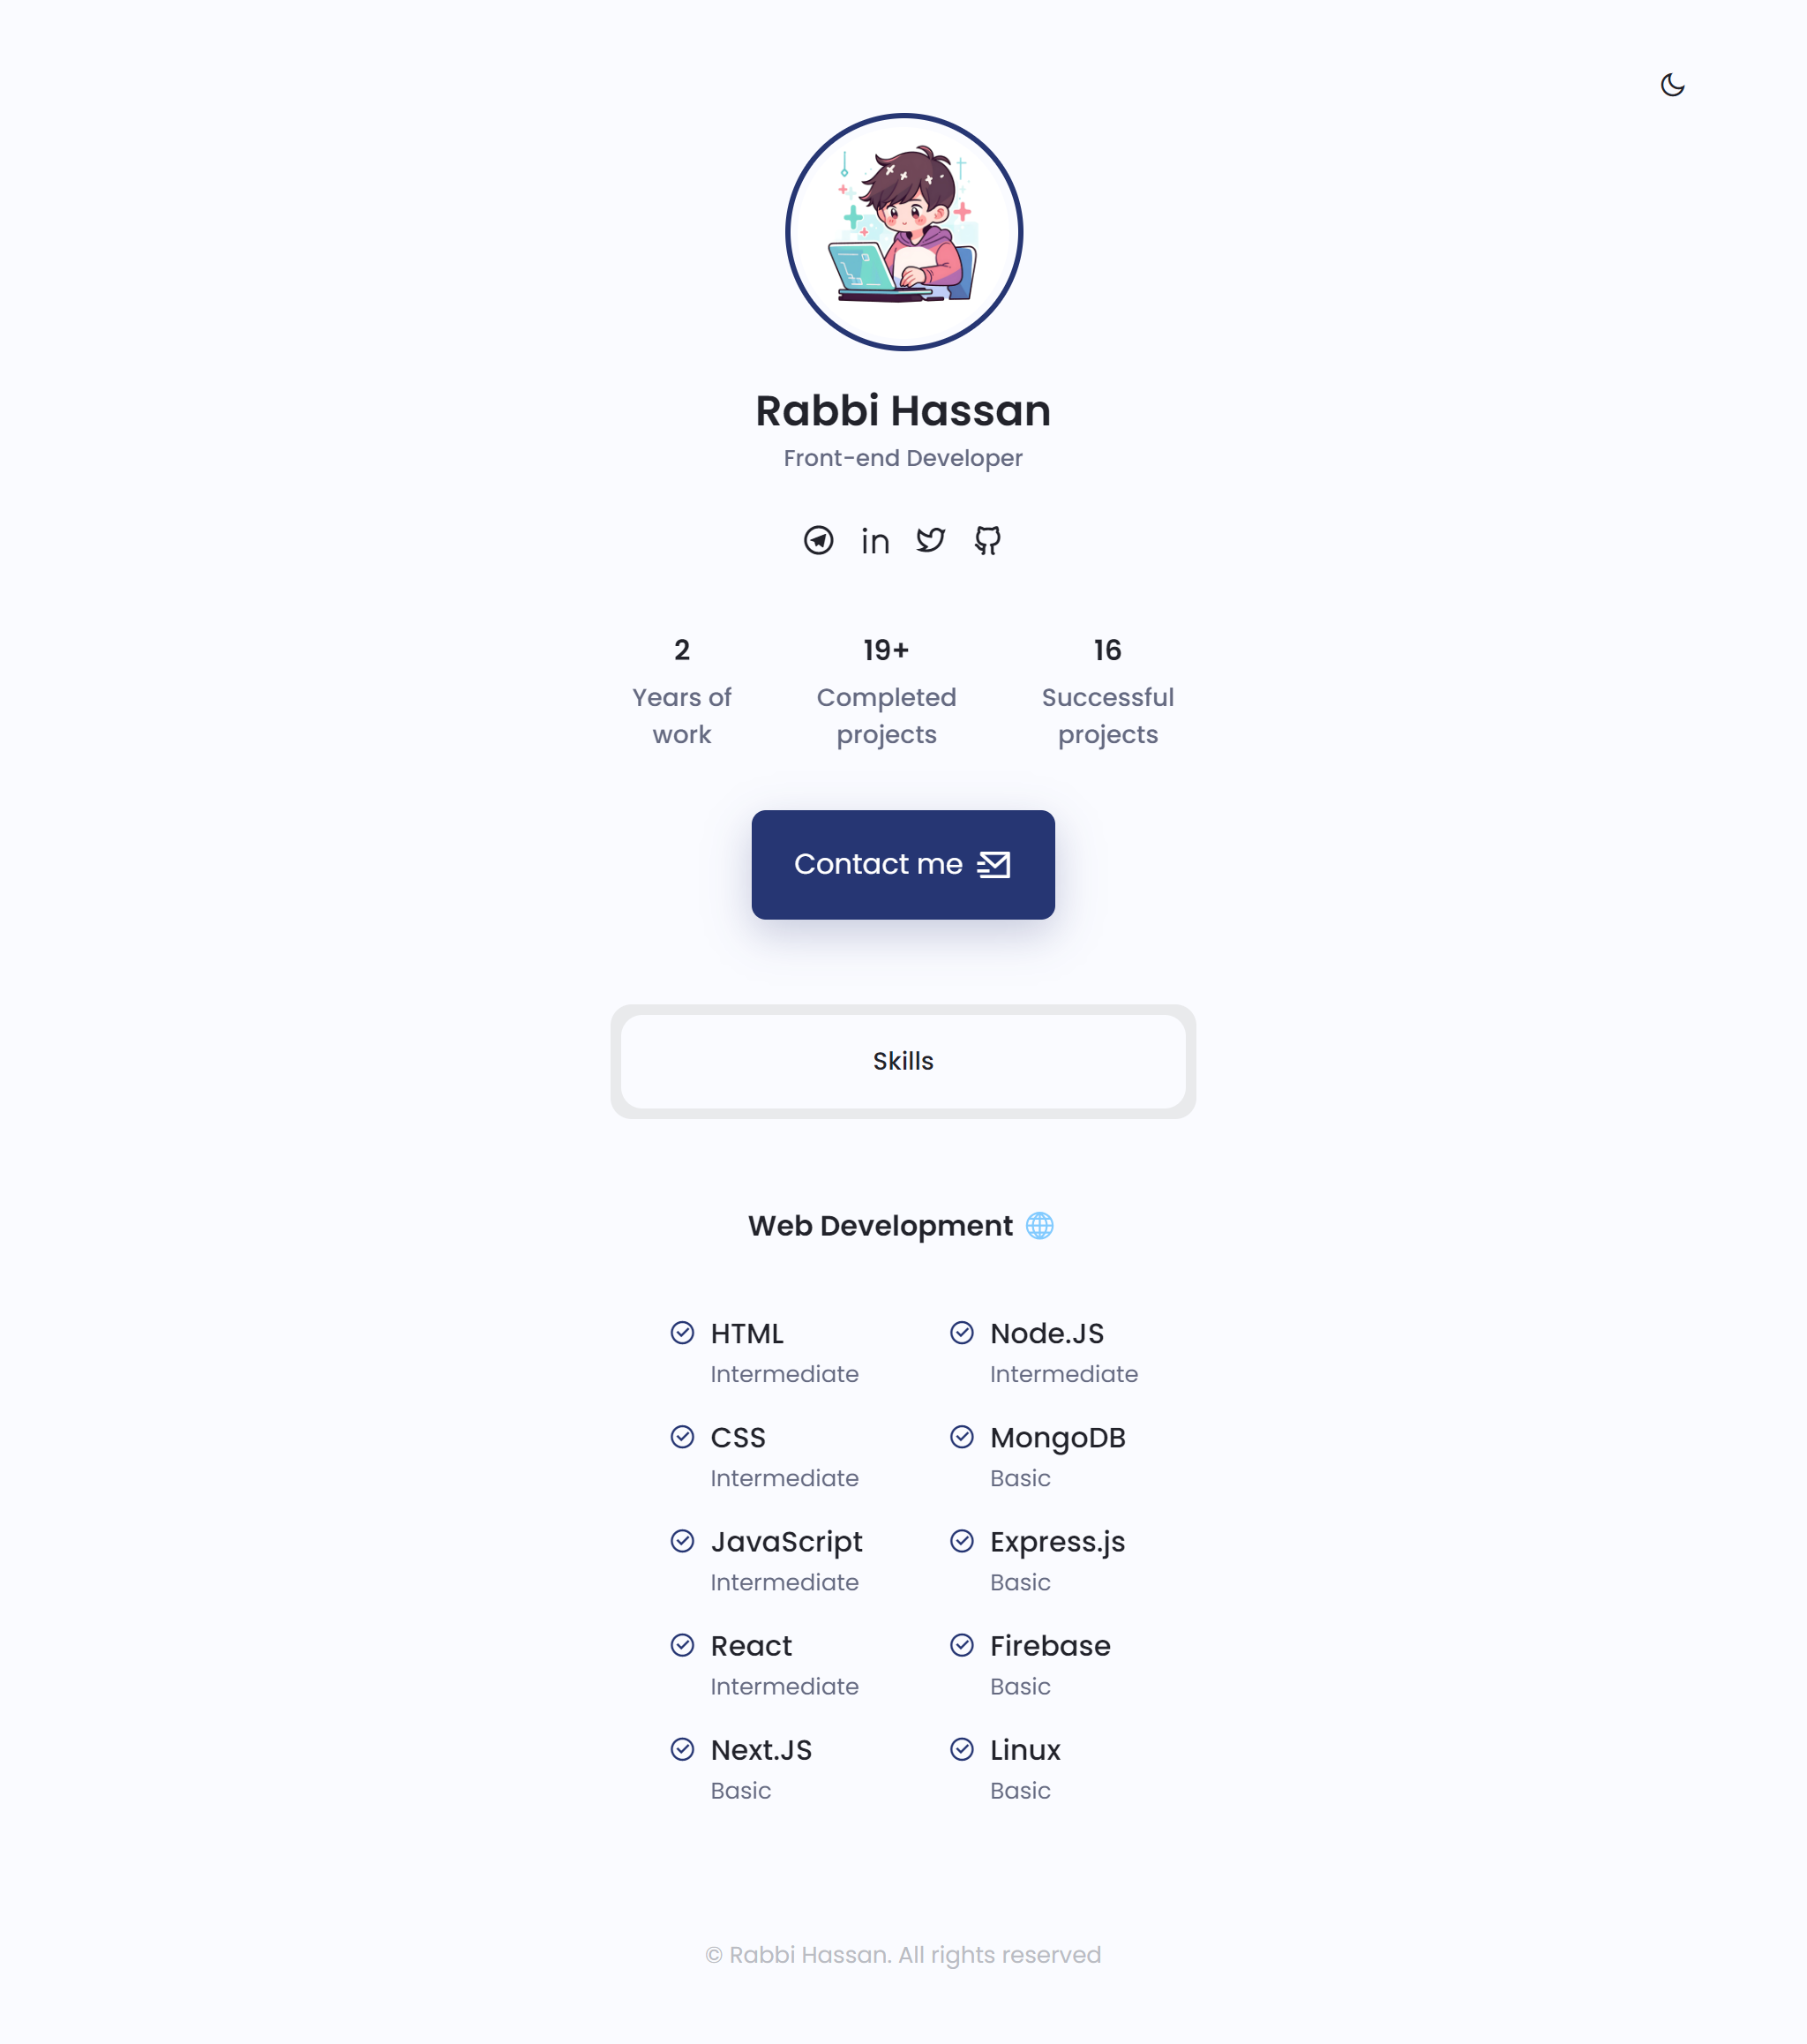 Rabbi Hassan
Front-end Developer
in
2
Years of
work
19+
Completed
projects
16
Successful
projects
Contact me
Skills
Web Development 🌐
HTML
Intermediate
CSS
Intermediate
JavaScript
Intermediate
React
Intermediate
Next.JS
Basic
Node.JS
Intermediate
MongoDB
Basic
Express.js
Basic
Firebase
Basic
Linux
Basic
© Rabbi Hassan. All rights reserved